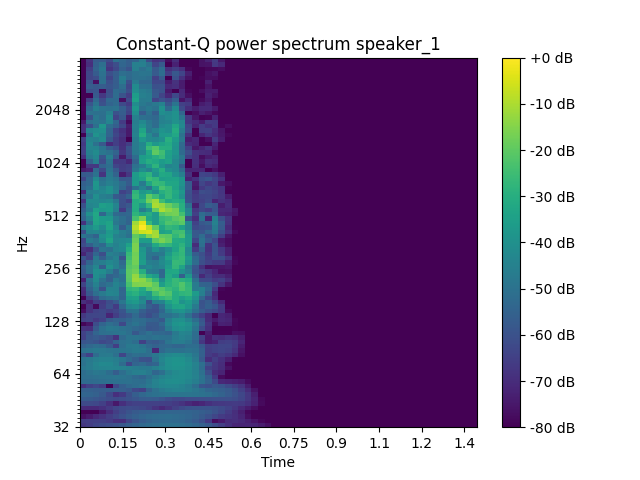 Constant-Q power spectrum speaker_1
Hz
2048
1024
512
256
128
64
32
0 0.15 0.3 0.45 0.6 0.75 0.9 1.1 1.2 1.4
Time
+0 dB
-10 dB
-20 dB
-30 dB
-40 dB
-50 dB
-60 dB
-70 dB
-80 dB